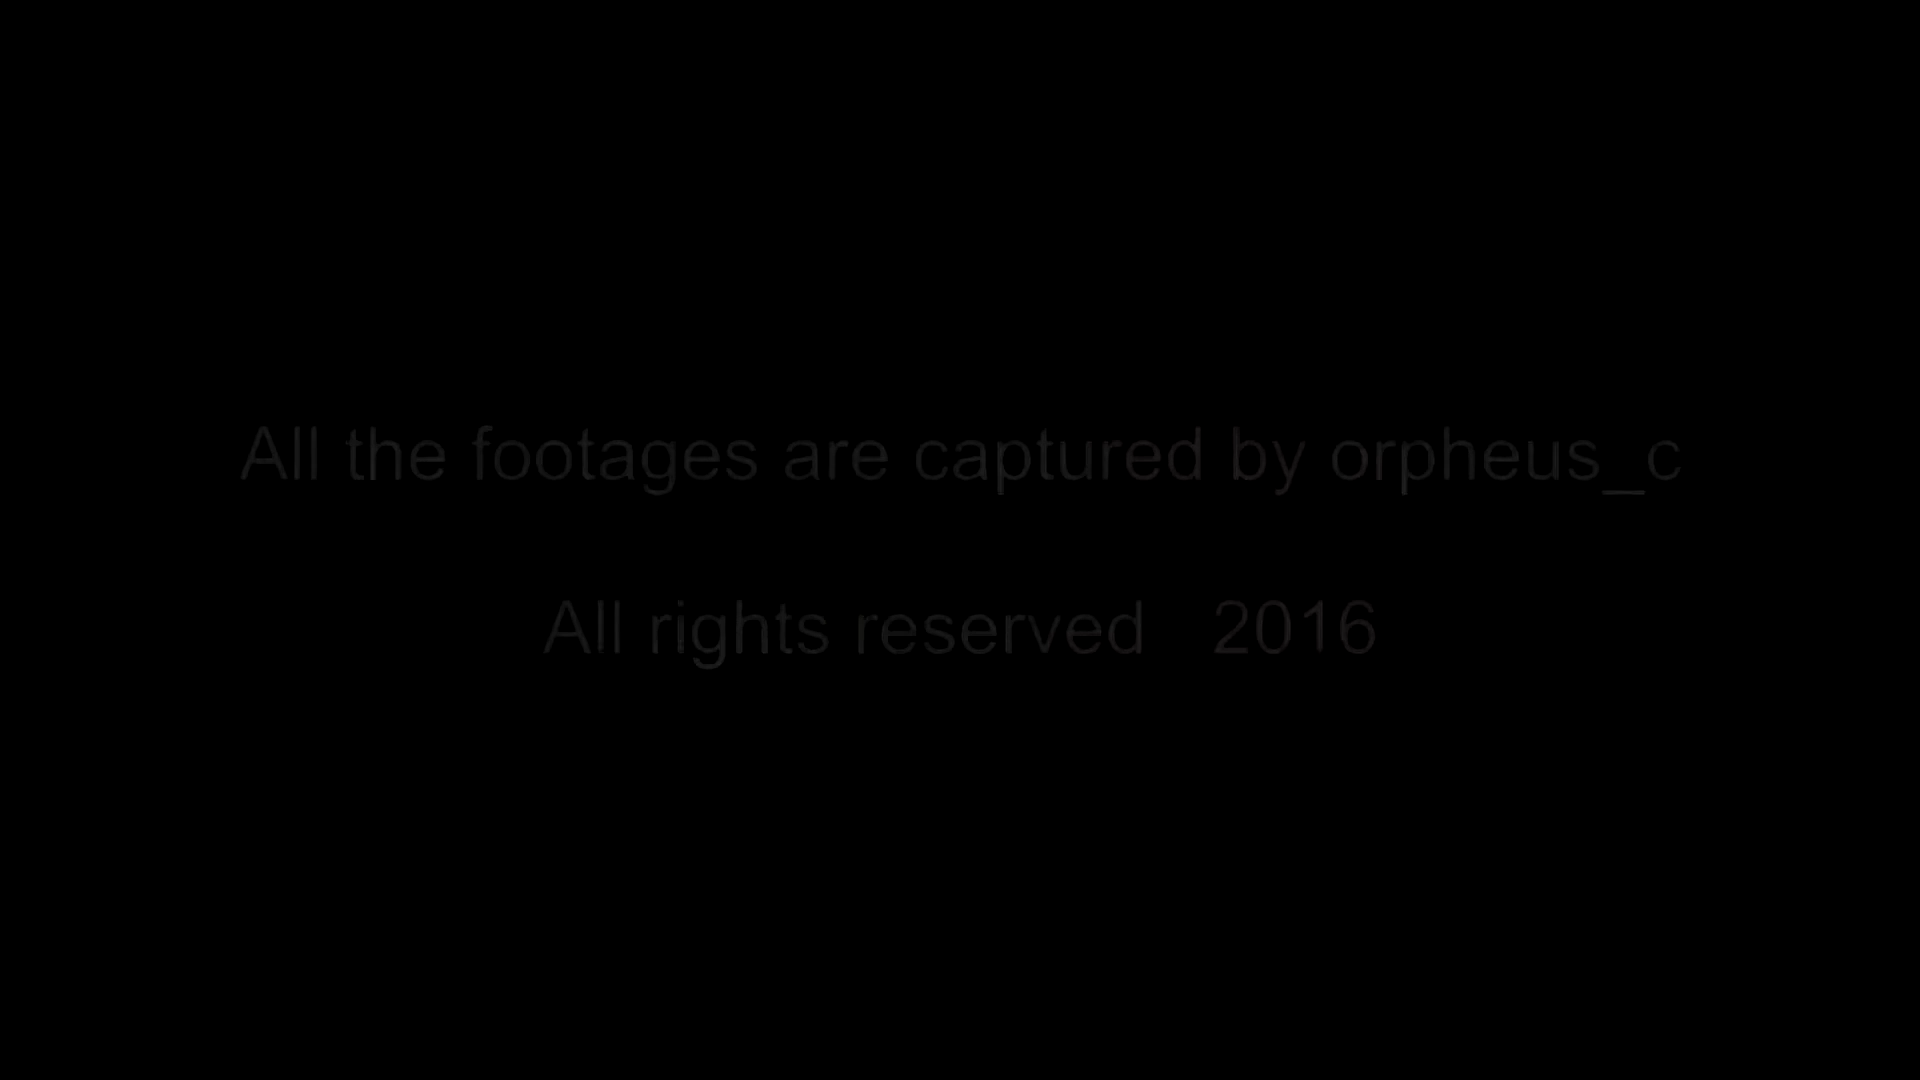 All the footages are captured by orpheus_c
All rights reserved 2016